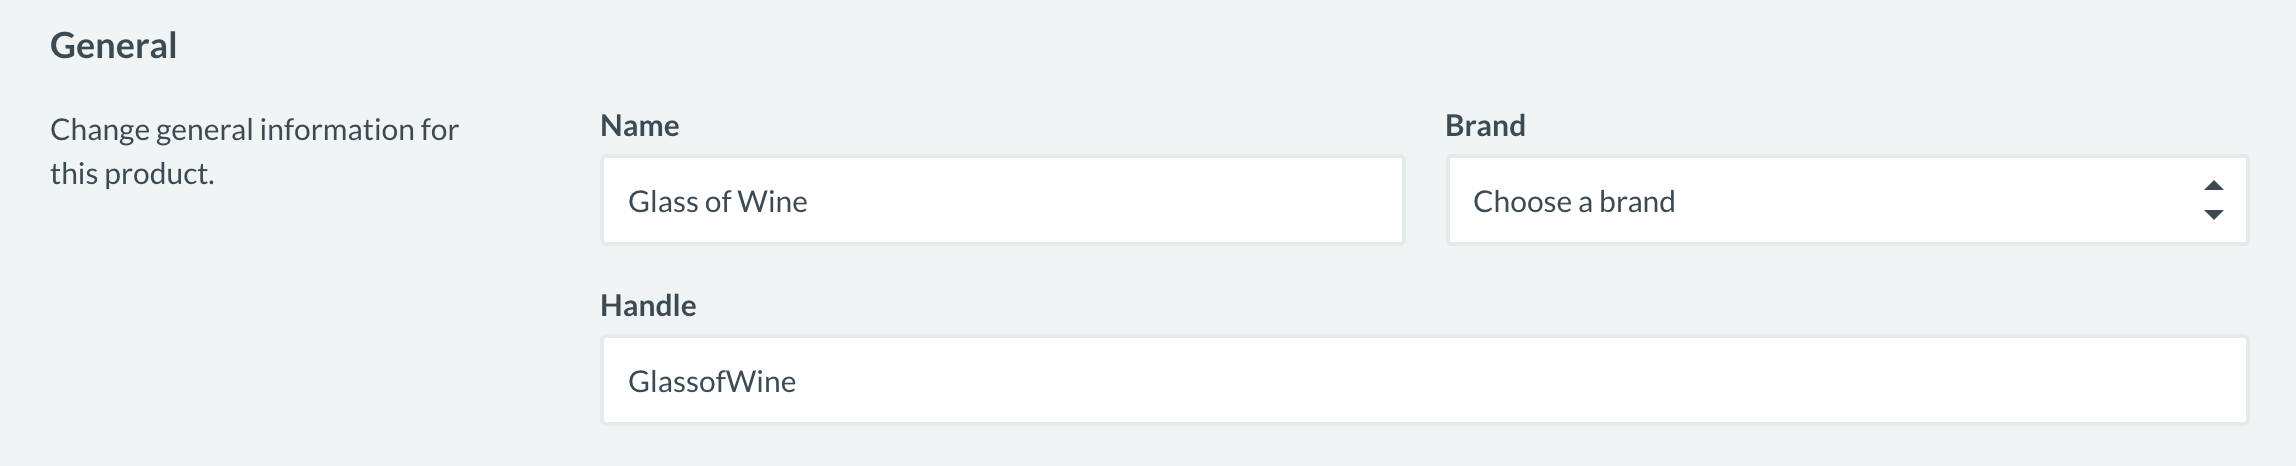 General
Change general information for
this product.
Name
Glass of Wine
Brand
Choose a brand
Handle
GlassofWine